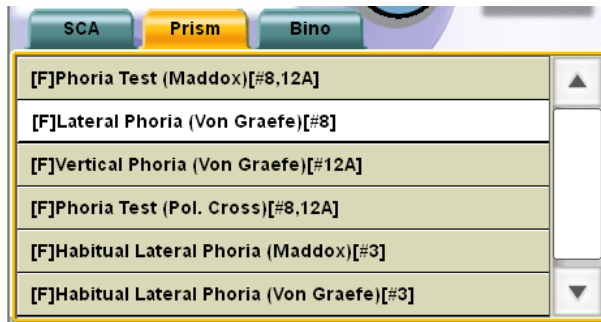 SCA Prism Bino
[F]Phoria Test (Maddox)[#8,12A]
[F]Lateral Phoria (Von Graefe)[#8]
[F]Vertical Phoria (Von Graefe)[#12A]
[F]Phoria Test (Pol. Cross)[#8,12A]
[F]Habitual Lateral Phoria (Maddox)[#3]
[F]Habitual Lateral Phoria (Von Graefe)[#3]